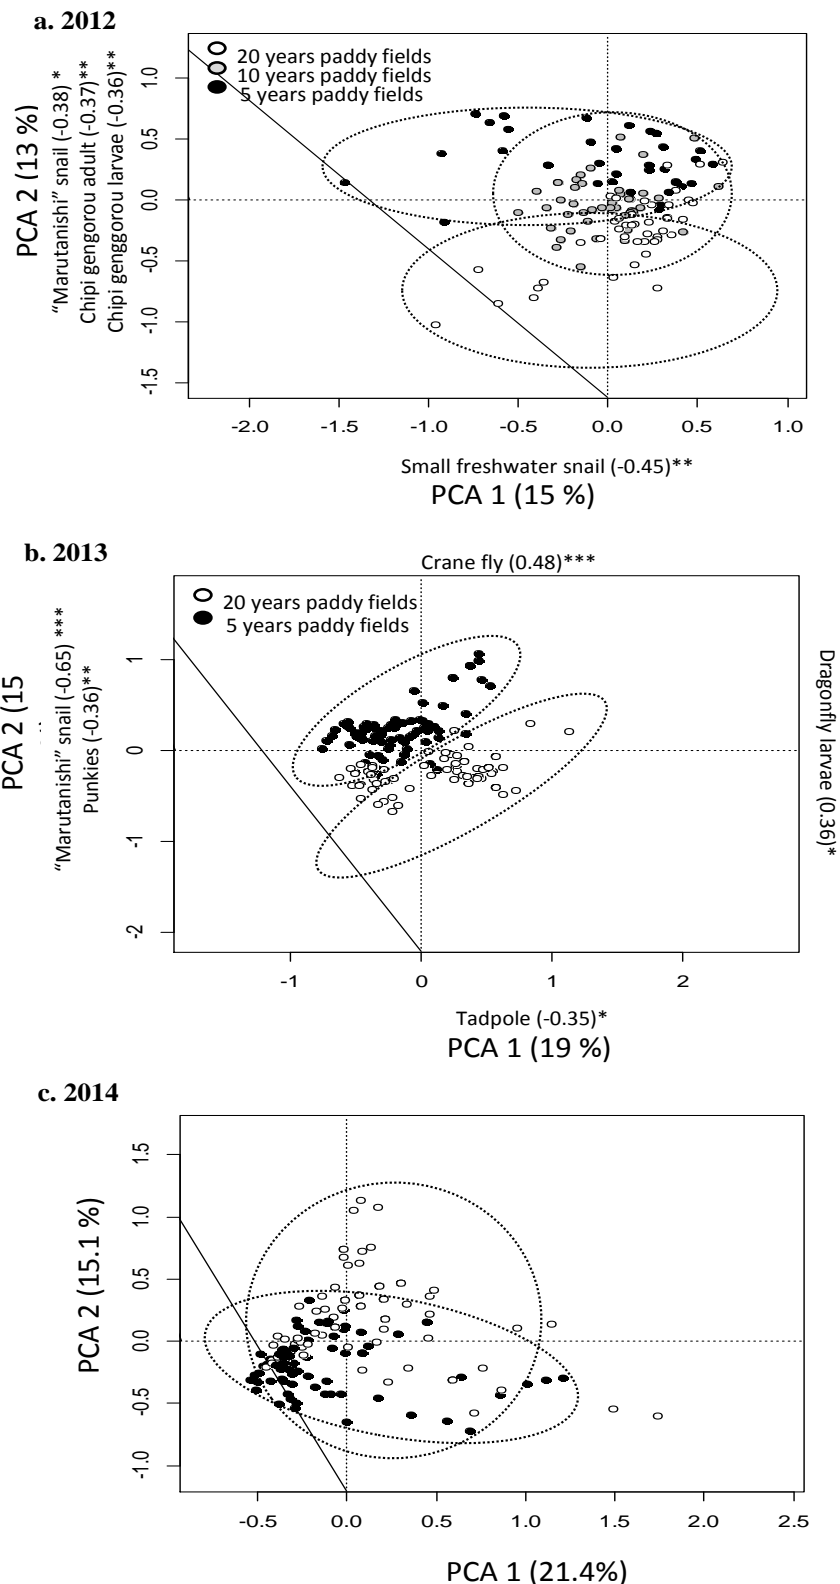 a. 2012
20 years paddy fields
10 years paddy fields
5 years paddy fields
PCA 2 (13 %)
“Marutanishi” snail (-0.38) *
Chipi gengorou adult (-0.37)**
Chipi genggorou larvae (-0.36)**
1.0
0.5
0.0
-0.5
-1.0
-1.5
-2.0 -1.5 -1.0 -0.5 0.0 0.5 1.0
Small freshwater snail (-0.45)**
PCA 1 (15 %)
b. 2013
Crane fly (0.48)***
20 years paddy fields
5 years paddy fields
PCA 2 (15
“Marutanishi” snail (-0.65) ***
Punkies (-0.36)**
1
0
-1
-2
Dragonfly larvae (0.36)*
-1 0 1 2
Tadpole (-0.35)*
PCA 1 (19 %)
c. 2014
PCA 2 (15.1 %)
1.5
1.0
0.5
0.0
-0.5
-1.0
-0.5 0.0 0.5 1.0 1.5 2.0 2.5
PCA 1 (21.4%)